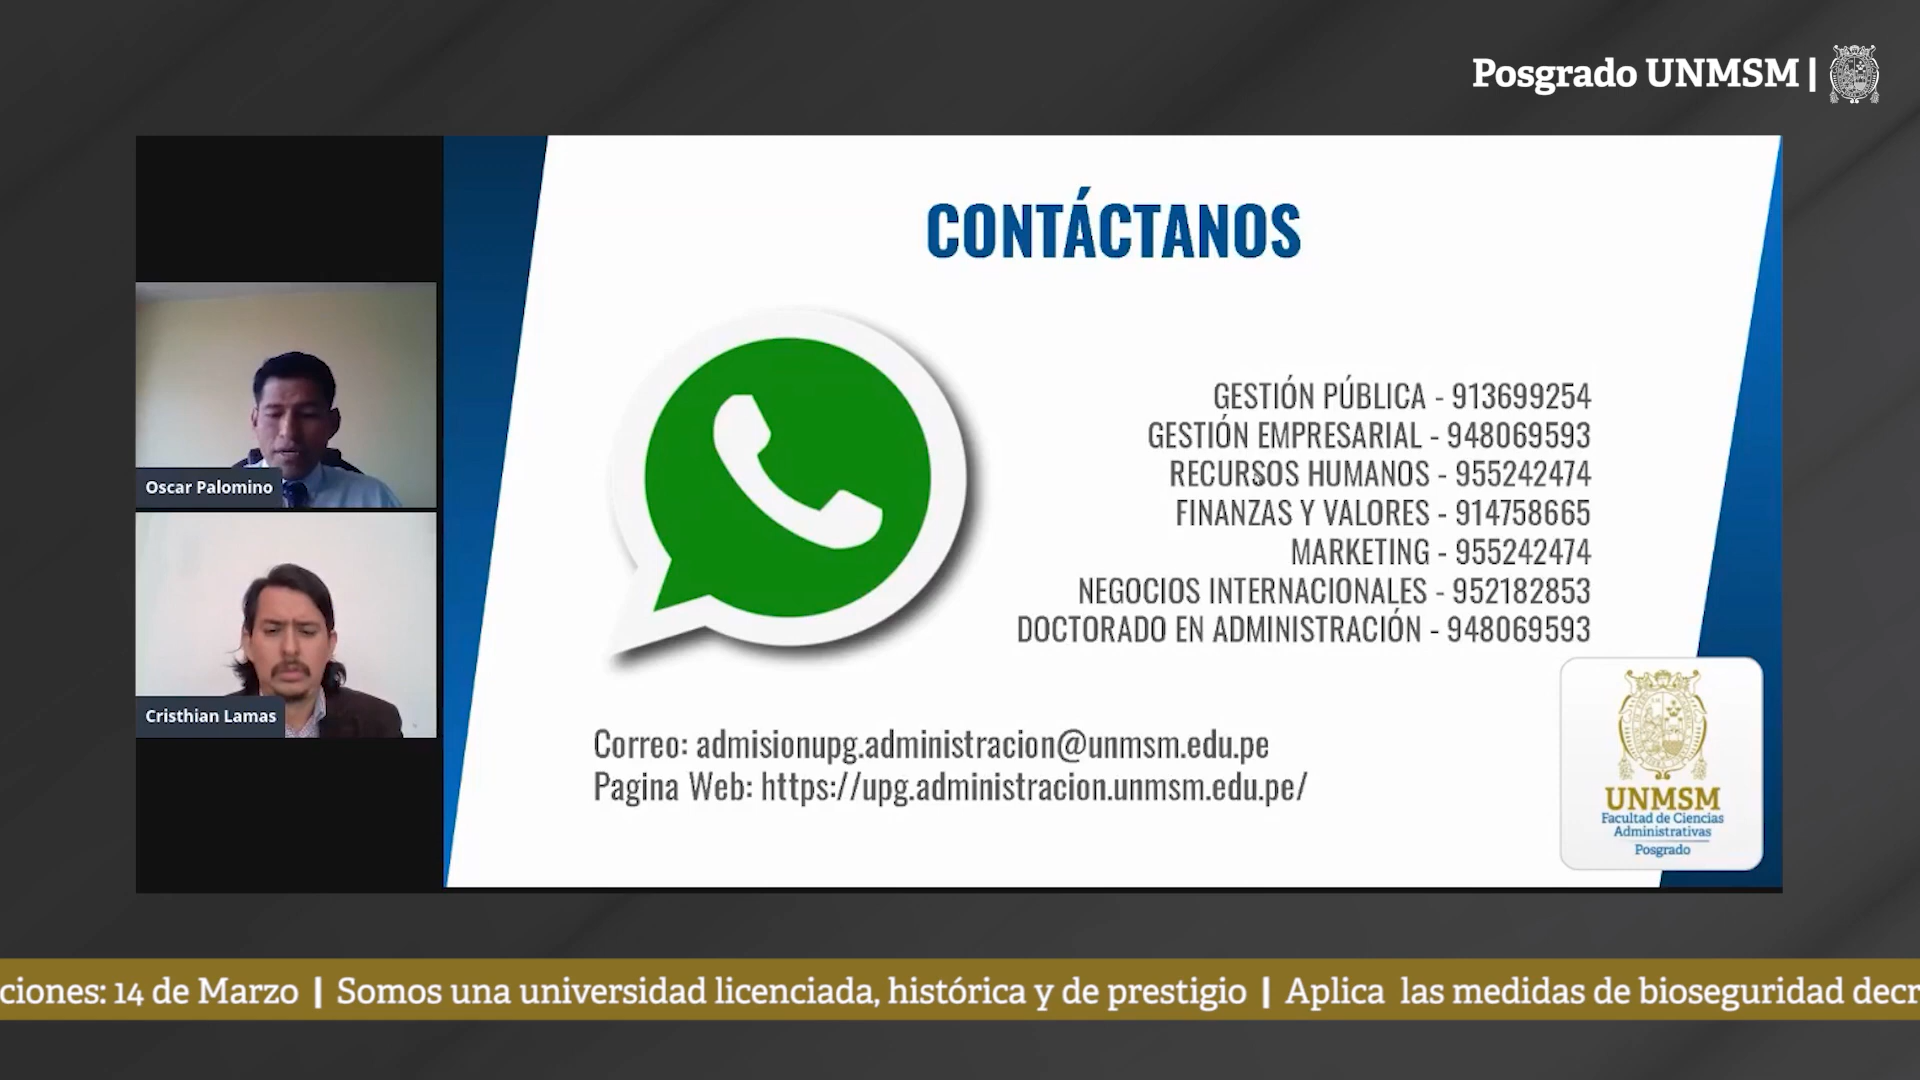 Posgrado UNMSM |
CONTÁCTANOS
GESTIÓN PÚBLICA - 913699254
GESTIÓN EMPRESARIAL - 948069593
RECURSOS HUMANOS - 955242474
FINANZAS Y VALORES - 914758665
MARKETING - 955242474
NEGOCIOS INTERNACIONALES - 952182853
DOCTORADO EN ADMINISTRACIÓN - 948069593
Oscar Palomino
Cristhian Lamas
Correo: admisionupg.administracion@unmsm.edu.pe
Pagina Web: https://upg.administracion.unmsm.edu.pe/
UNMSM
Facultad de Ciencias
Administrativas
Posgrado
ciones: 14 de Marzo | Somos una universidad licenciada, histórica y de prestigio | Aplica las medidas de bioseguridad decr